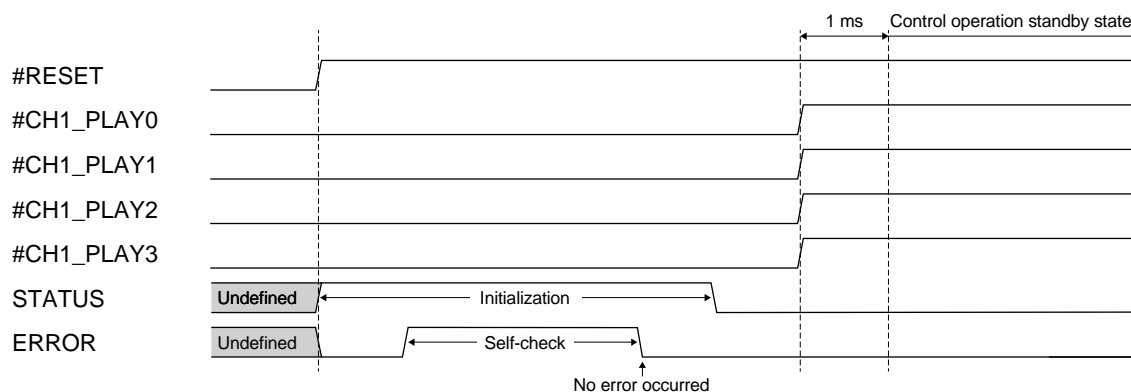 1 ms Control operation standby state
#RESET
#CH1_PLAY0
#CH1_PLAY1
#CH1_PLAY2
#CH1_PLAY3
STATUS Undefined Initialization
ERROR Undefined Self-check
No error occurred